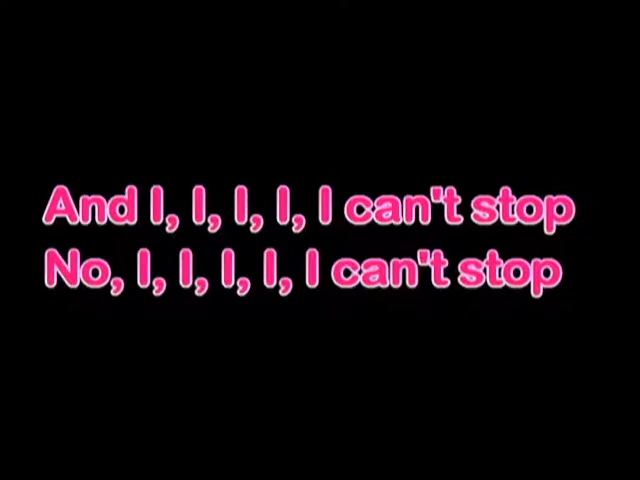 And I, I, I, I, I can't stop
No, I, I, I, I, I can't stop